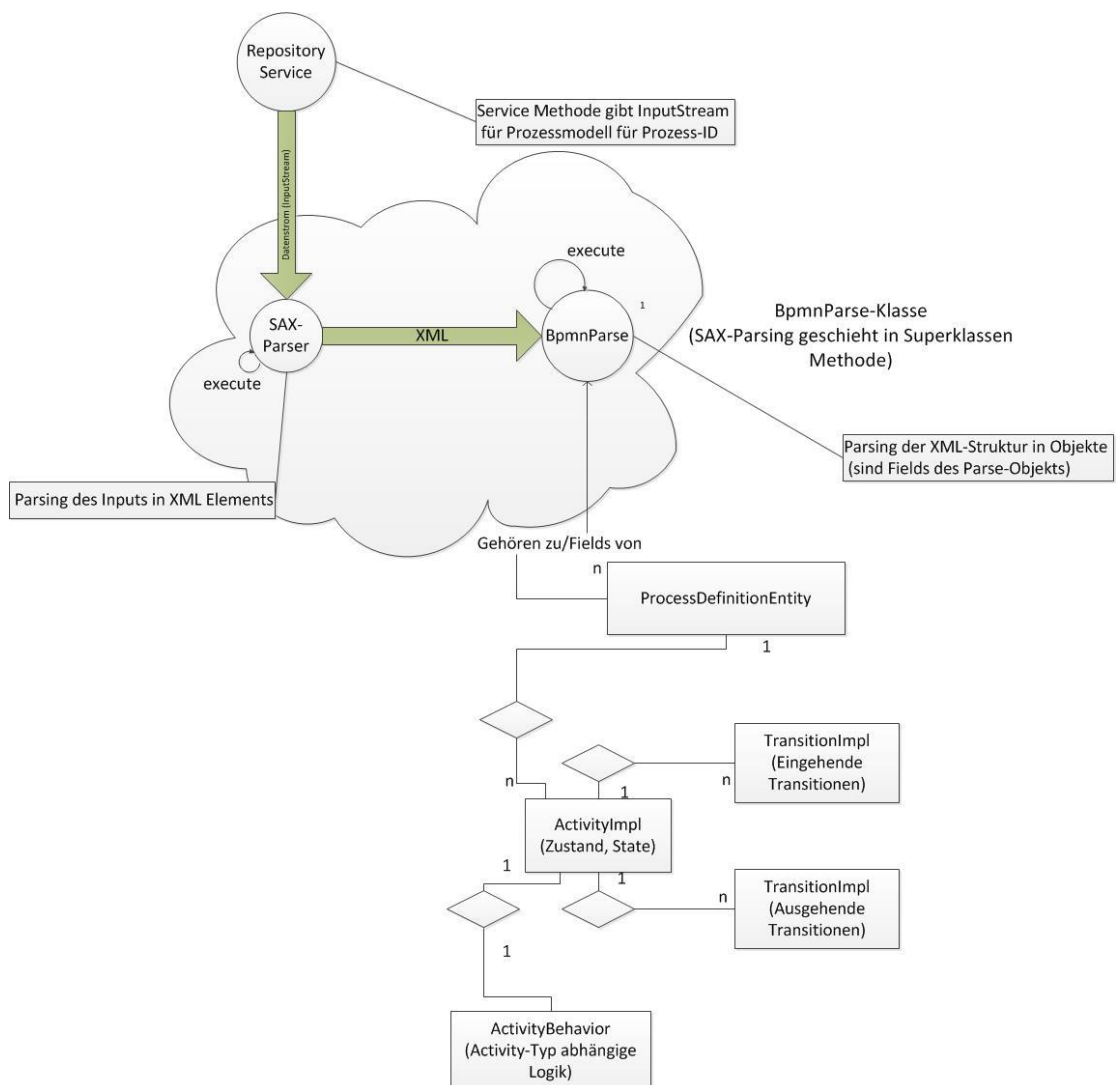 Repository
Service
Service Methode gibt InputStream
für Prozessmodell für Prozess-ID
Datenstrom (InputStream)
execute
1
SAX-
Parser
XML
BpmnParse
BpmnParse-Klasse
(SAX-Parsing geschieht in Superklassen
Methode)
execute
Parsing der XML-Struktur in Objekte
(sind Fields des Parse-Objekts)
Parsing des Inputs in XML Elements
Gehören zu/Fields von
n
ProcessDefinitionEntity
1
TransitionImpl
(Eingehende
Transitionen)
n
n
1
ActivityImpl
(Zustand, State)
1
1
TransitionImpl
(Ausgehende
Transitionen)
n
1
ActivityBehavior
(Activity-Typ abhängige
Logik)